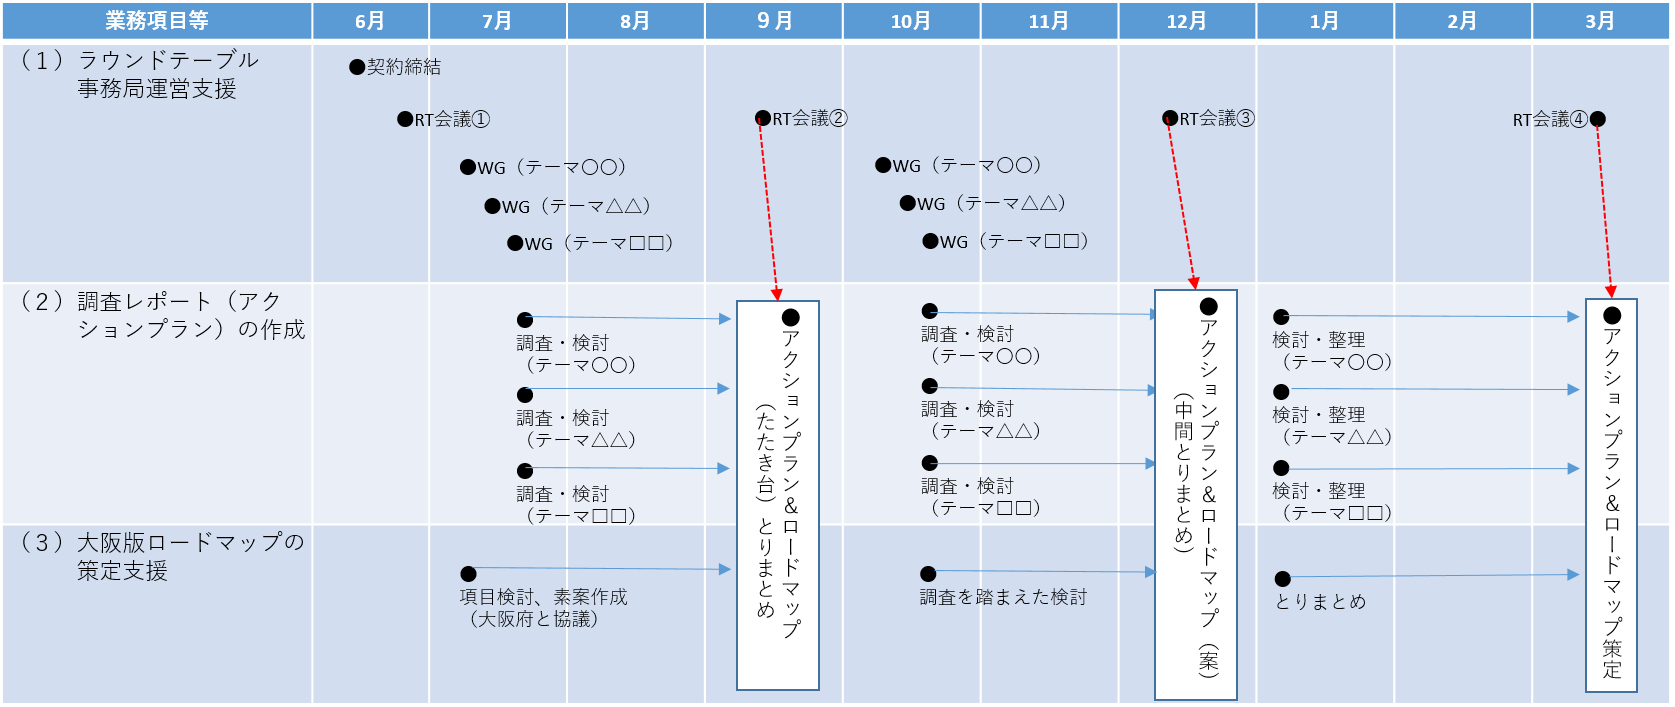 業務項目等
6月
7月
8月
９月
10月
11月
12月
1月
2月
3月
（１）ラウンドテーブル
事務局運営支援
●契約締結
●RT会議①
●RT会議②
●RT会議③
RT会議④●
●WG（テーマ〇〇）
●WG（テーマ△△）
●WG（テーマ□□）
●WG（テーマ〇〇）
●WG（テーマ△△）
●WG（テーマ□□）
（２）調査レポート（アク
ションプラン）の作成
調査・検討
（テーマ〇〇）
調査・検討
（テーマ△△）
調査・検討
（テーマ□□）
●アクションプラン＆ロードマップ
（たたき台）とりまとめ
調査・検討
（テーマ〇〇）
調査・検討
（テーマ△△）
調査・検討
（テーマ□□）
●アクションプラン＆ロードマップ（案）
（中間とりまとめ）
検討・整理
（テーマ〇〇）
検討・整理
（テーマ△△）
検討・整理
（テーマ□□）
●アクションプラン＆ロードマップ策定
（３）大阪版ロードマップの
策定支援
項目検討、素案作成
（大阪府と協議）
調査を踏まえた検討
とりまとめ